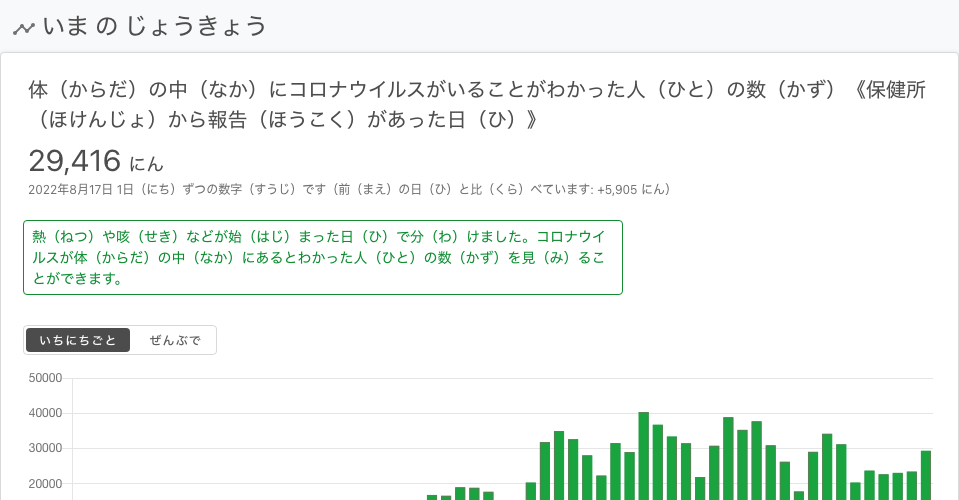 いま の じょうきょう
体（からだ）の中（なか）にコロナウイルスがいることがわかった人（ひと）の数（かず）《保健所
（ほけんじょ）から報告（ほうこく）があった日（ひ）》
29,416 にん
2022年8月17日 1日（にち）ずつの数字（すうじ）です（前（まえ）の日（ひ）と比（くら）べています: +5,905 にん）
熱（ねつ）や咳（せき）などが始（はじ）まった日（ひ）で分（わ）けました。コロナウイ
ルスが体（からだ）の中（なか）にあるとわかった人（ひと）の数（かず）を見（み）るこ
とができます。
いちにちごと ぜんぶで
50000
40000
30000
20000